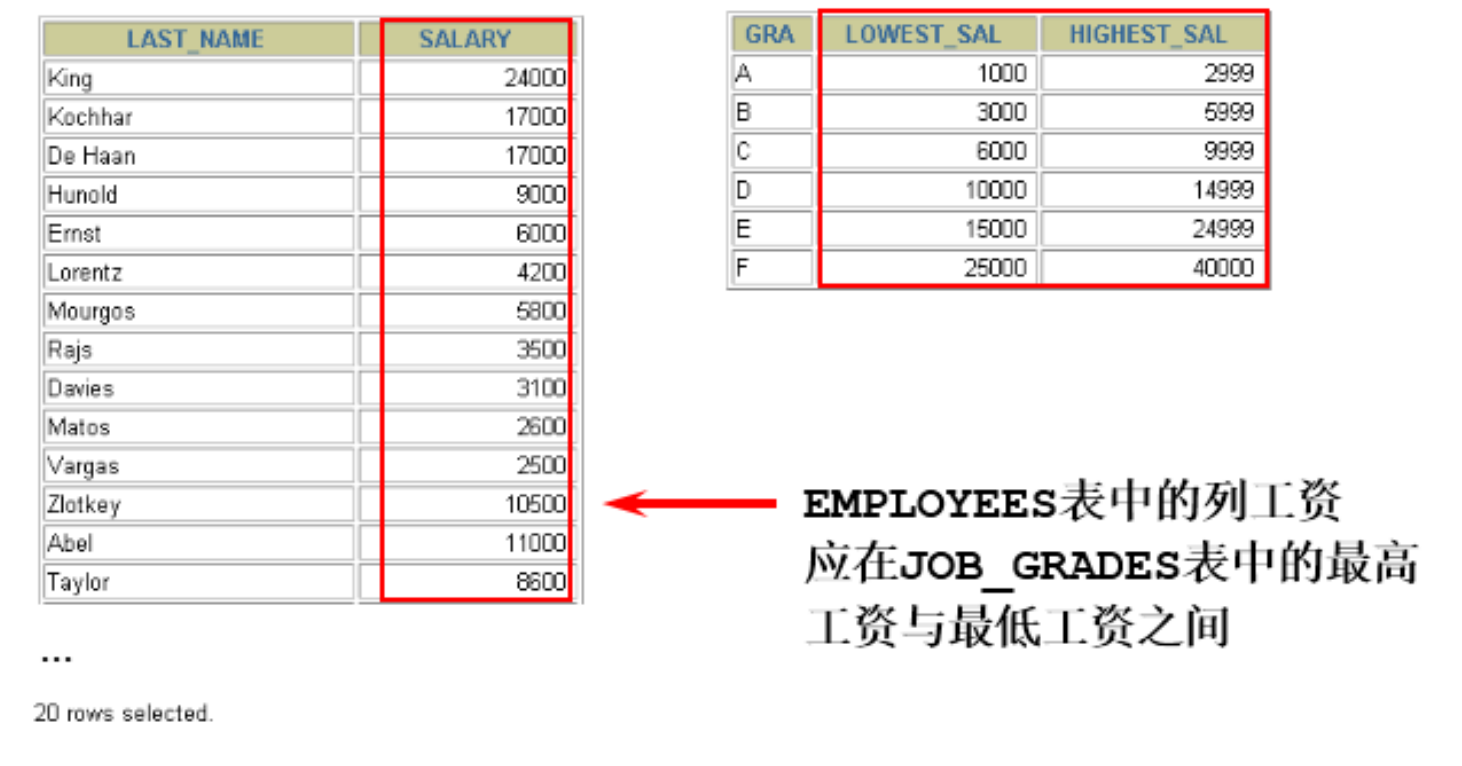 LAST_NAME SALARY
King 24000
Kochhar 17000
De Haan 17000
Hunold 9000
Ernst 6000
Lorentz 4200
Mourgos 5800
Rajs 3500
Davies 3100
Matos 2600
Vargas 2500
Zlotkey 10500
Abel 11000
Taylor 8600
...
20 rows selected.
GRA LOWEST_SAL HIGHEST_SAL
A 1000 2999
B 3000 5999
C 6000 9999
D 10000 14999
E 15000 24999
F 25000 40000
EMPLOYEES表中的列工资
应在JOB_GRADES表中的最高
工资与最低工资之间